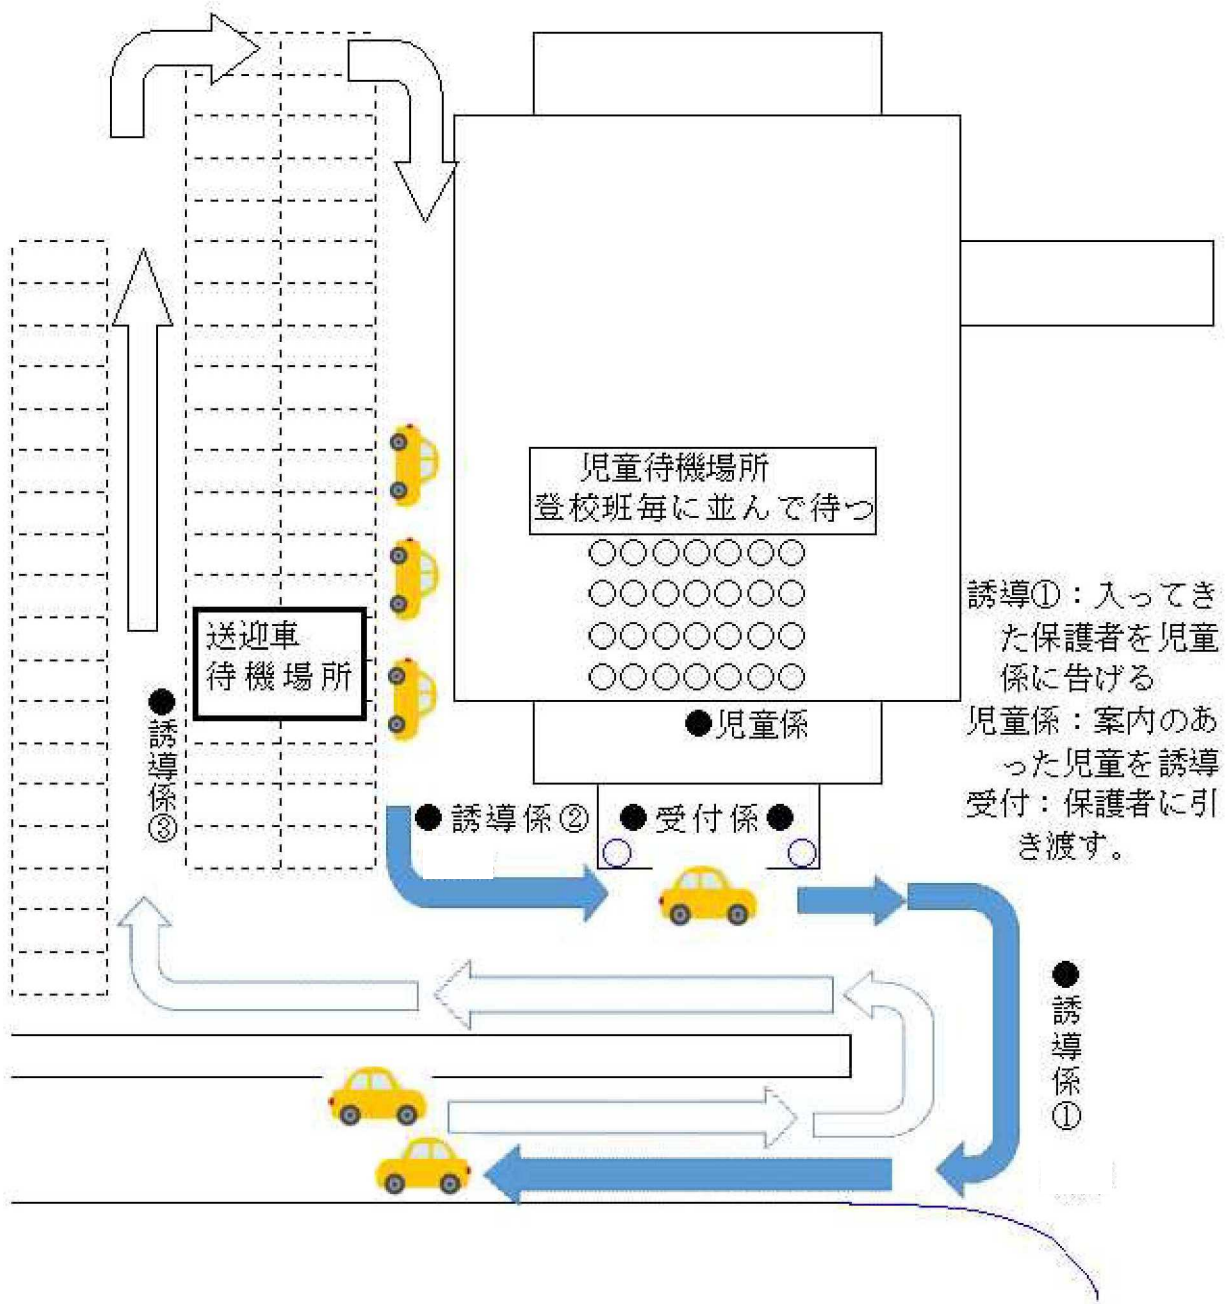 児童待機場所
登校班毎に並んで待つ
送迎車
待機場所
●誘導係③
●児童係
●誘導係②
●受付係●
誘導①：入ってき
た保護者を児童
係に告げる
児童係：案内のあ
った児童を誘導
受付：保護者に引
き渡す。
●誘導係①